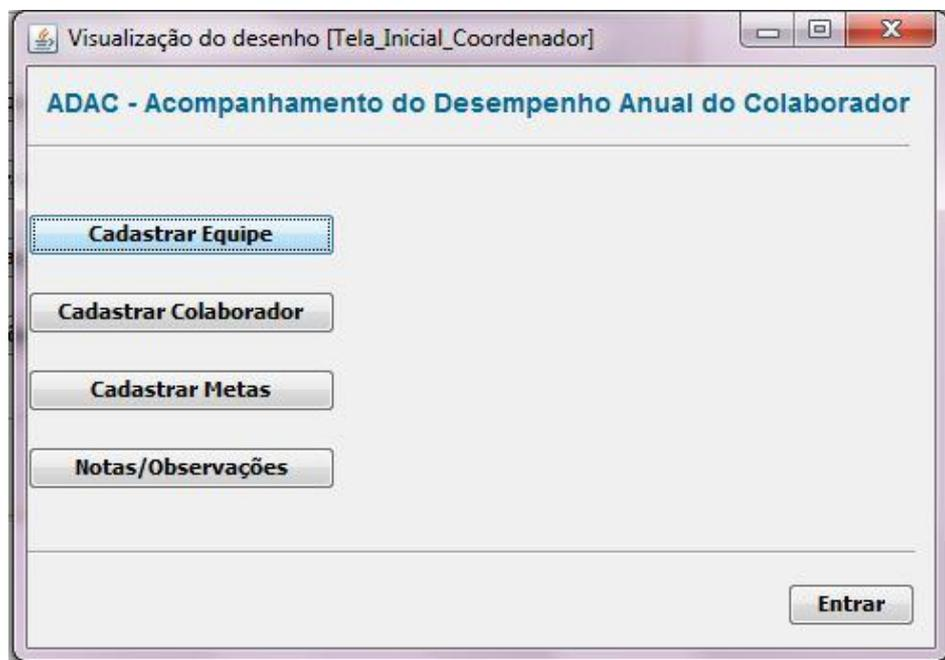 Visualização do desenho [Tela_Inicial_Coordenador]
ADAC - Acompanhamento do Desempenho Anual do Colaborador
Cadastrar Equipe
Cadastrar Colaborador
Cadastrar Metas
Notas/Observações
Entrar